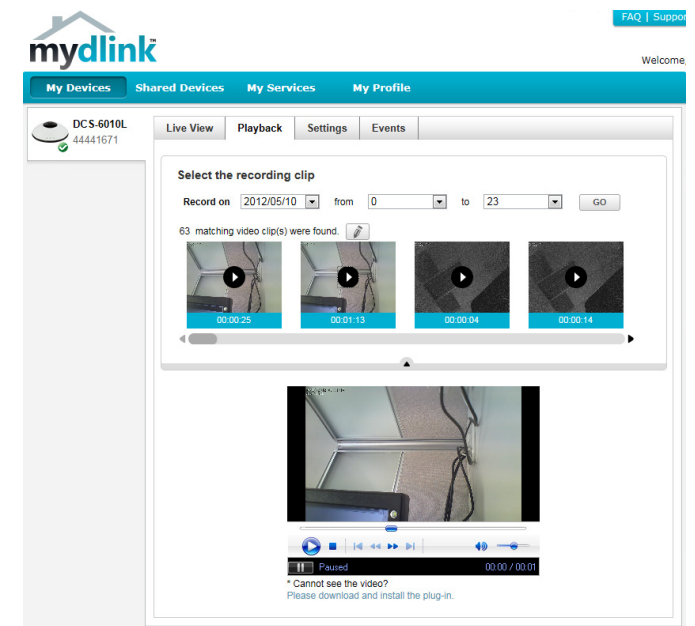 FAQ | Suppor
mydlink
Welcome,
My Devices Shared Devices My Services My Profile
DCS-6010L
44441671
Live View Playback Settings Events
Select the recording clip
Record on 2012/05/10 from 0 to 23 GO
63 matching video clip(s) were found.
00:00:25 00:01:13 00:00:04 00:00:14
Paused 00:00 / 00:01
* Cannot see the video?
Please download and install the plug-in.